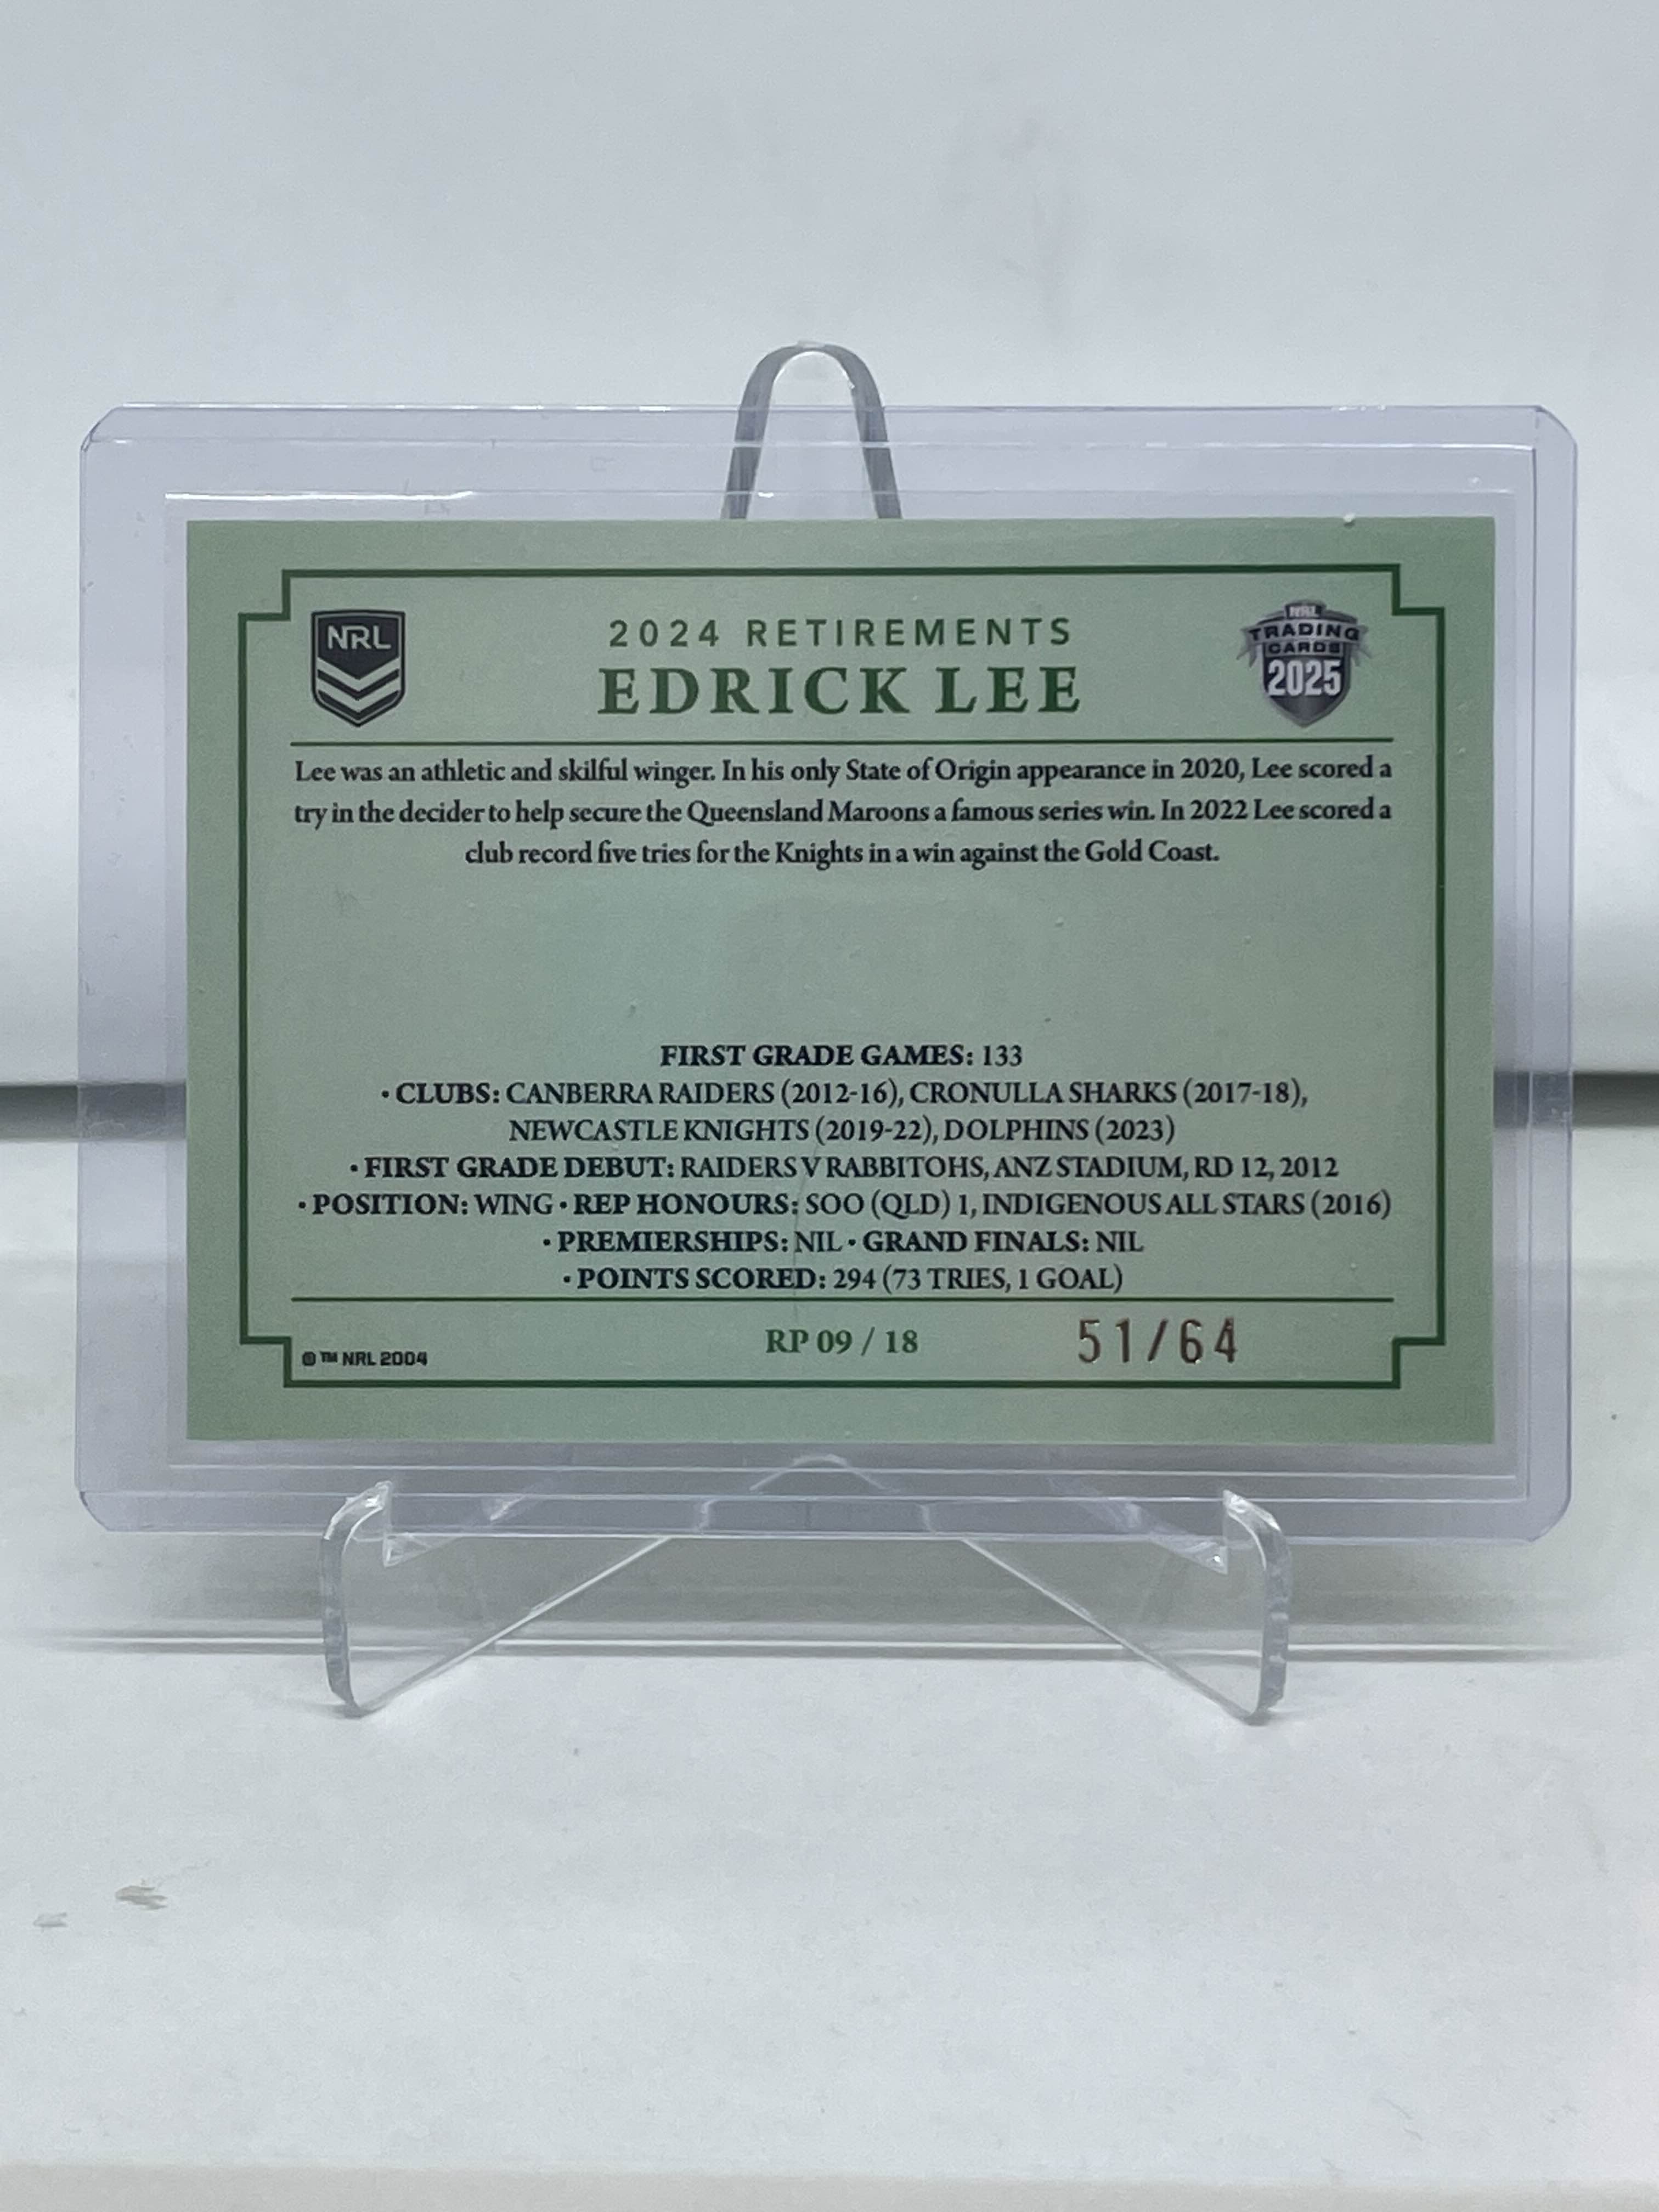 NRL
2024 RETIREMENTS
EDRICK LEE
NRL
TRADING
CARDS
2025
Lee was an athletic and skilful winger. In his only State of Origin appearance in 2020, Lee scored a
try in the decider to help secure the Queensland Maroons a famous series win. In 2022 Lee scored a
club record five tries for the Knights in a win against the Gold Coast.
FIRST GRADE GAMES: 133
• CLUBS: CANBERRA RAIDERS (2012-16), CRONULLA SHARKS (2017-18),
NEWCASTLE KNIGHTS (2019-22), DOLPHINS (2023)
• FIRST GRADE DEBUT: RAIDERS V RABBITOHS, ANZ STADIUM, RD 12, 2012
• POSITION: WING • REP HONOURS: SOO (QLD) 1, INDIGENOUS ALL STARS (2016)
• PREMIERSHIPS: NIL • GRAND FINALS: NIL
• POINTS SCORED: 294 (73 TRIES, 1 GOAL)
© ™ NRL 2004
RP 09 / 18
51/64